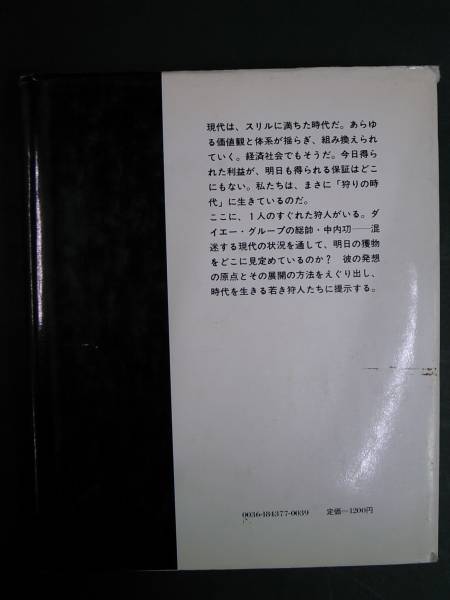 現代は、スリルに満ちた時代だ。あらゆ
る価値観と体系が揺らぎ、組み換えられ
ていく。経済社会でもそうだ。今日得ら
れた利益が、明日も得られる保証はどこ
にもない。私たちは、まさに「狩りの時
代」に生きているのだ。
ここに、1人のすぐれた狩人がいる。ダ
イエー・グループの総帥・中内功──混
迷する現代の状況を通して、明日の獲物
をどこに見定めているのか？　彼の発想
の原点とその展開の方法をえぐり出し、
時代を生きる若き狩人たちに提示する。
0036-184377-0039　定価—1200円